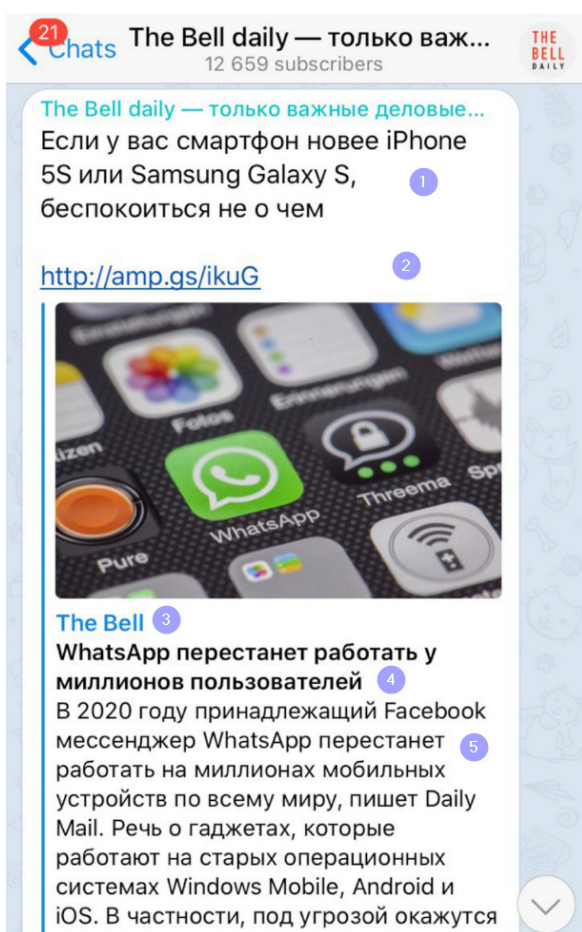 21
Chats
The Bell daily — только важ...
12 659 subscribers
THE
BELL
DAILY
The Bell daily — только важные деловые...
Если у вас смартфон новее iPhone
5S или Samsung Galaxy S,
1
беспокоиться не о чем
2
http://amp.gs/ikuG
Einstellungen
Fotos
Erinnerungen
izen
Pure
WhatsApp
Threema
Sp
The Bell 3
WhatsApp перестанет работать у
миллионов пользователей 4
В 2020 году принадлежащий Facebook
мессенджер WhatsApp перестанет 5
работать на миллионах мобильных
устройств по всему миру, пишет Daily
Mail. Речь о гаджетах, которые
работают на старых операционных
системах Windows Mobile, Android и
iOS. В частности, под угрозой окажутся